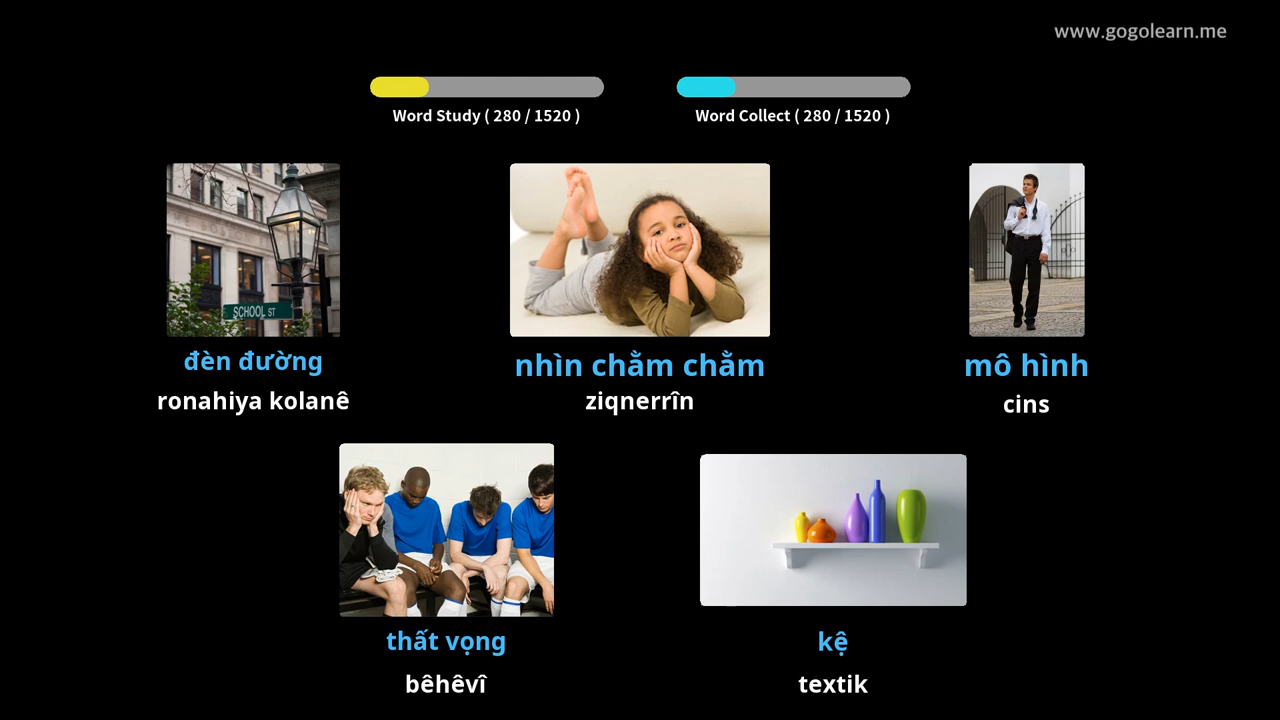 www.gogolearn.me
Word Study ( 280 / 1520 )
Word Collect ( 280 / 1520 )
SCHOOL ST
đèn đường
ronahiya kolanê
nhìn chằm chằm
ziqnerrîn
mô hình
cins
thất vọng
bêhêvî
kệ
textik